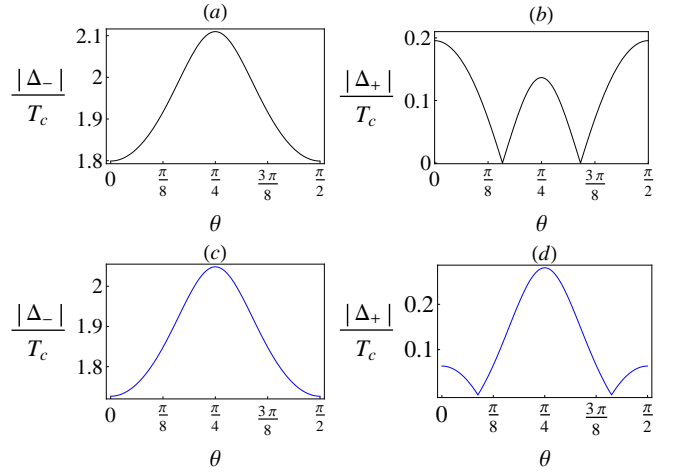 (a)
|Δ₋|
T_c
2.1
2
1.9
1.8
0
π/8
π/4
3π/8
π/2
θ
(b)
|Δ₊|
T_c
0.2
0.1
0
0
π/8
π/4
3π/8
π/2
θ
(c)
|Δ₋|
T_c
2
1.9
1.8
0
π/8
π/4
3π/8
π/2
θ
(d)
|Δ₊|
T_c
0.2
0.1
0
π/8
π/4
3π/8
π/2
θ